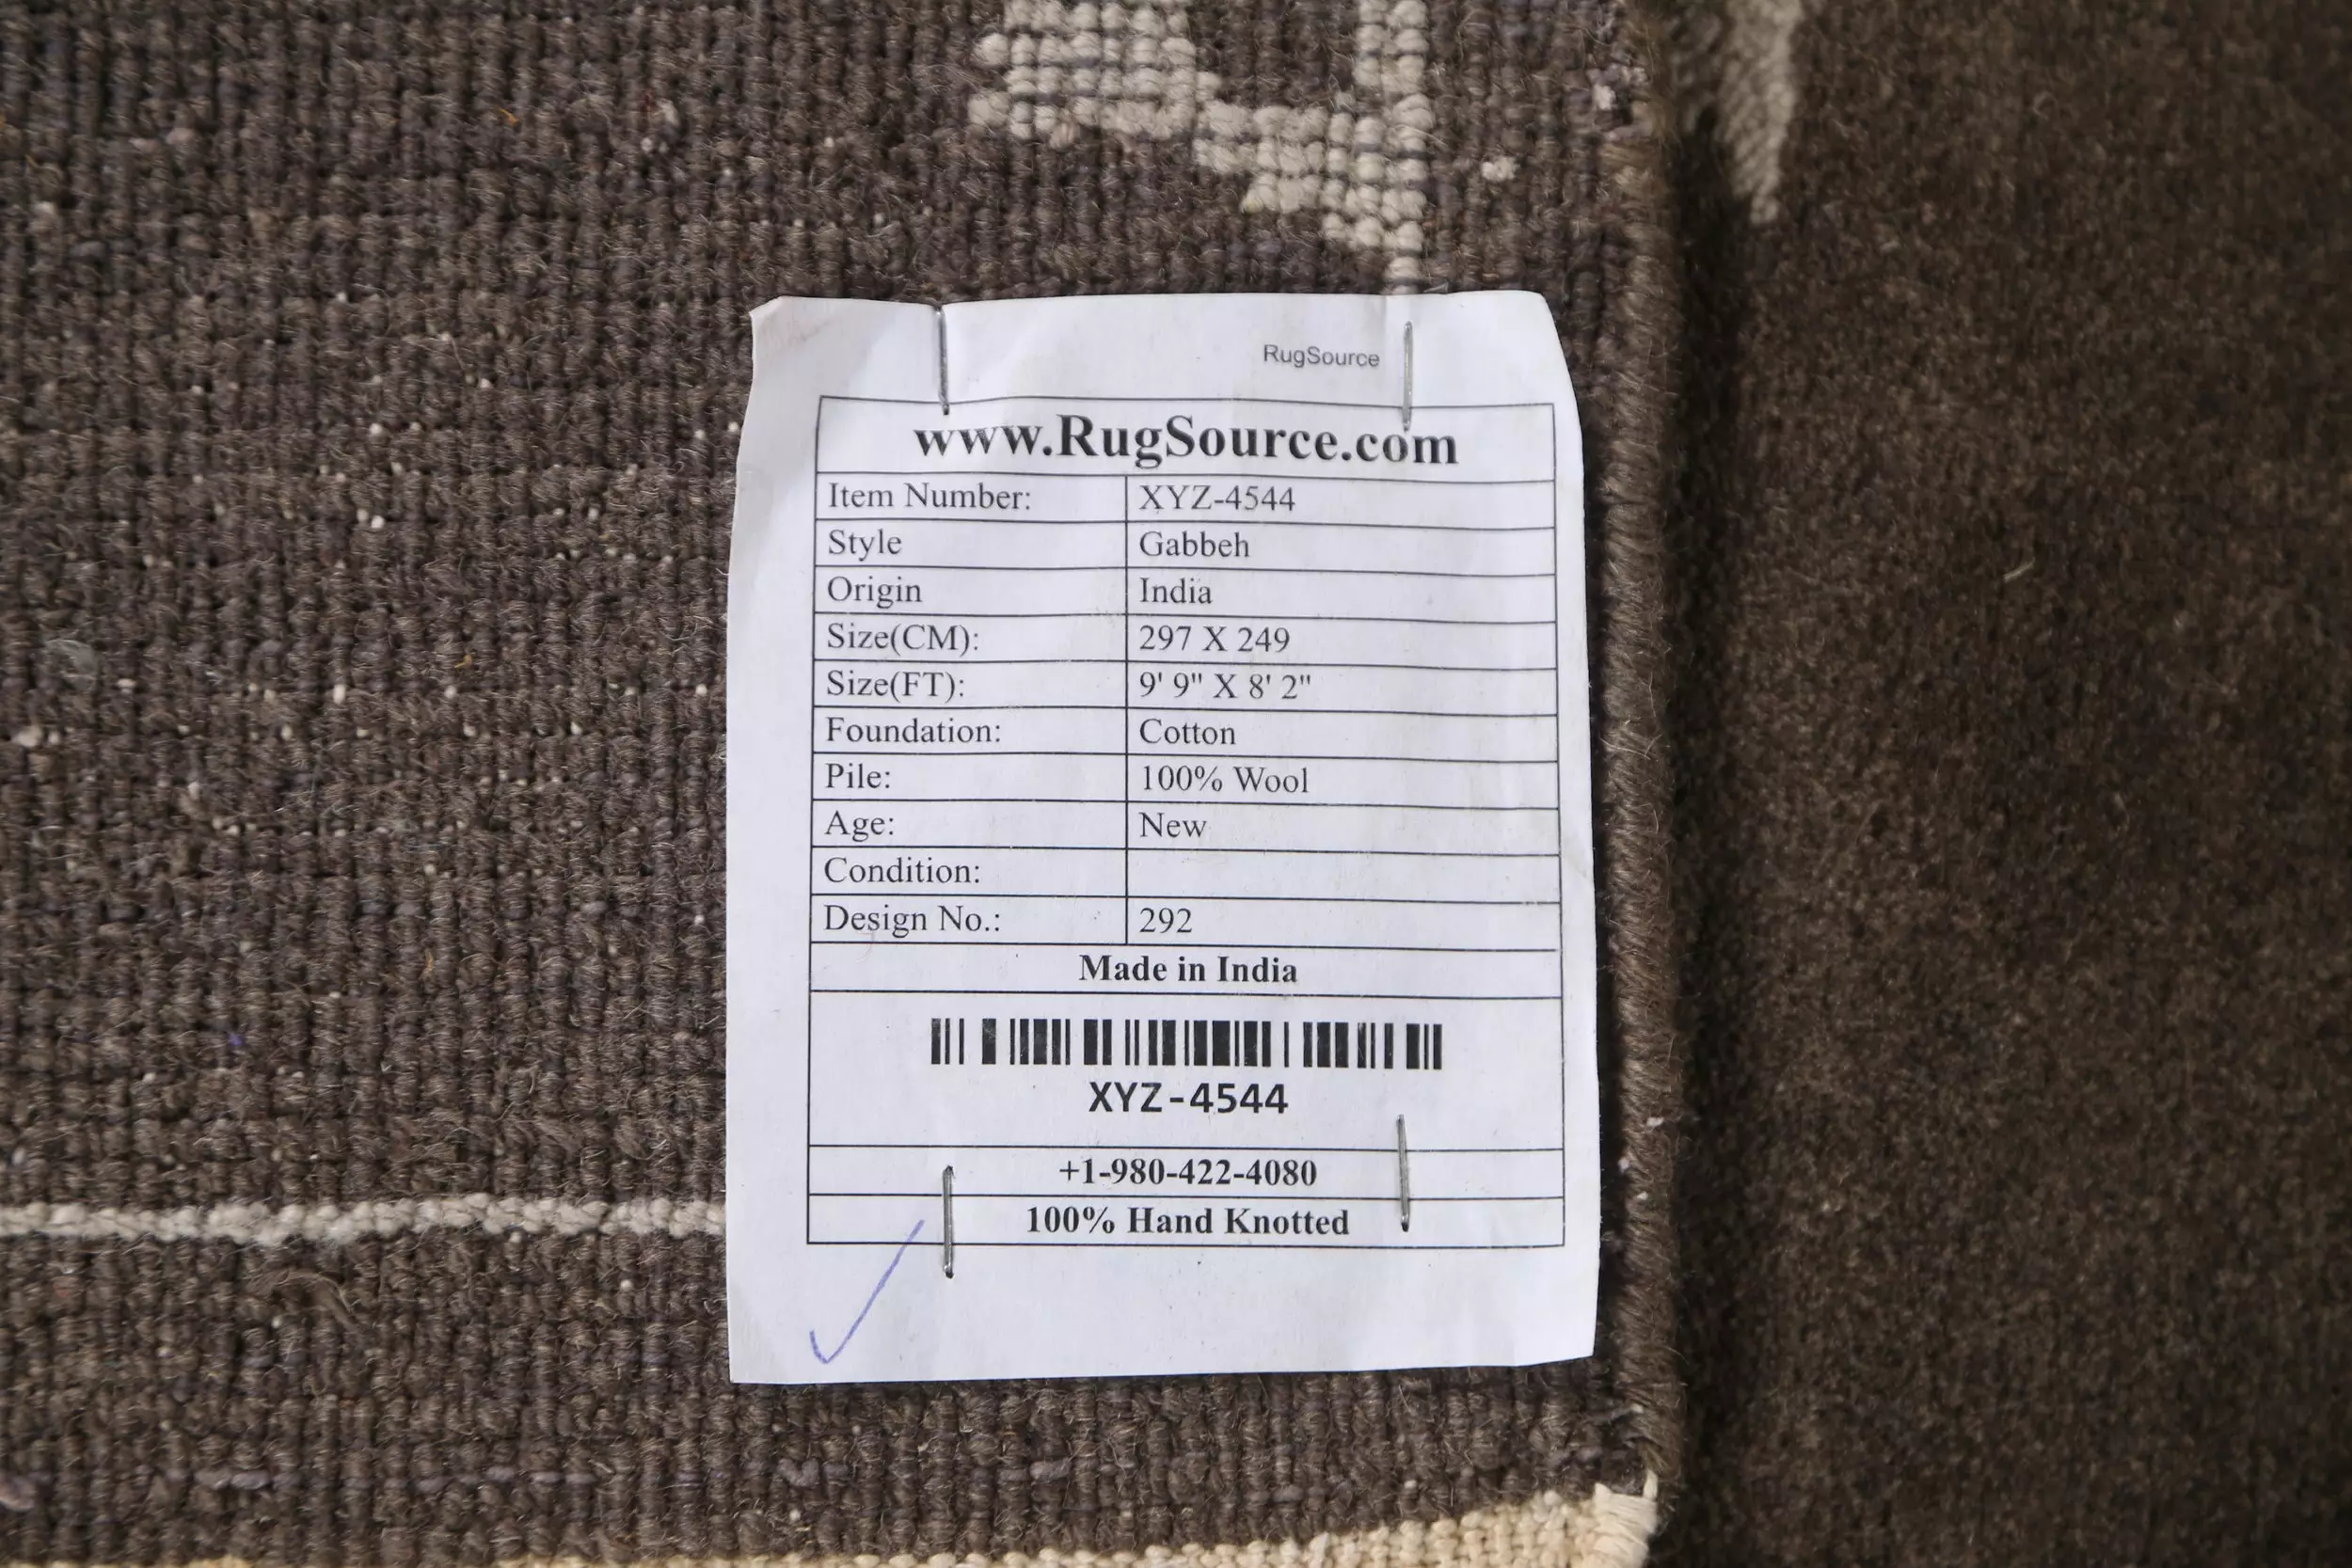 RugSource
www.RugSource.com
Item Number: XYZ-4544
Style Gabbeh
Origin India
Size(CM): 297 X 249
Size(FT): 9' 9" X 8' 2"
Foundation: Cotton
Pile: 100% Wool
Age: New
Condition:
Design No.: 292
Made in India
XYZ-4544
+1-980-422-4080
100% Hand Knotted